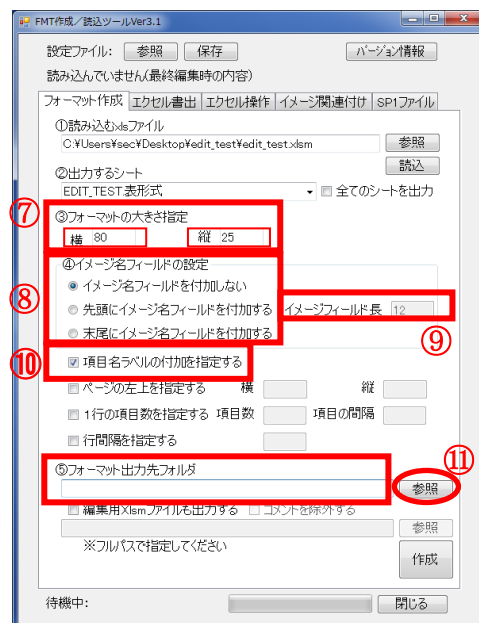 FMT作成/読込ツールVer3.1
設定ファイル: 参照 保存 バージョン情報
読み込んでいません(最終編集時の内容)
フォーマット作成 エクセル書出 エクセル操作 イメージ関連付け SP1ファイル
①読み込むxlsファイル
C:¥Users¥sec¥Desktop¥edit_test¥edit_test.xlsm 参照
読込
②出力するシート
EDIT_TEST.表形式 全てのシートを出力
⑦ ③フォーマットの大きさ指定
横 80 縦 25
④イメージ名フィールドの設定
イメージ名フィールドを付加しない
⑧ 先頭にイメージ名フィールドを付加する イメージフィールド長 12
末尾にイメージ名フィールドを付加する ⑨
⑩ 項目名ラベルの付加を指定する
ページの左上を指定する 横 縦
1行の項目数を指定する 項目数 項目の間隔
行間隔を指定する
⑤フォーマット出力先フォルダ ⑪
参照
編集用Xlsmファイルも出力する コメントを除外する
参照
※フルパスで指定してください
作成
待機中: 閉じる